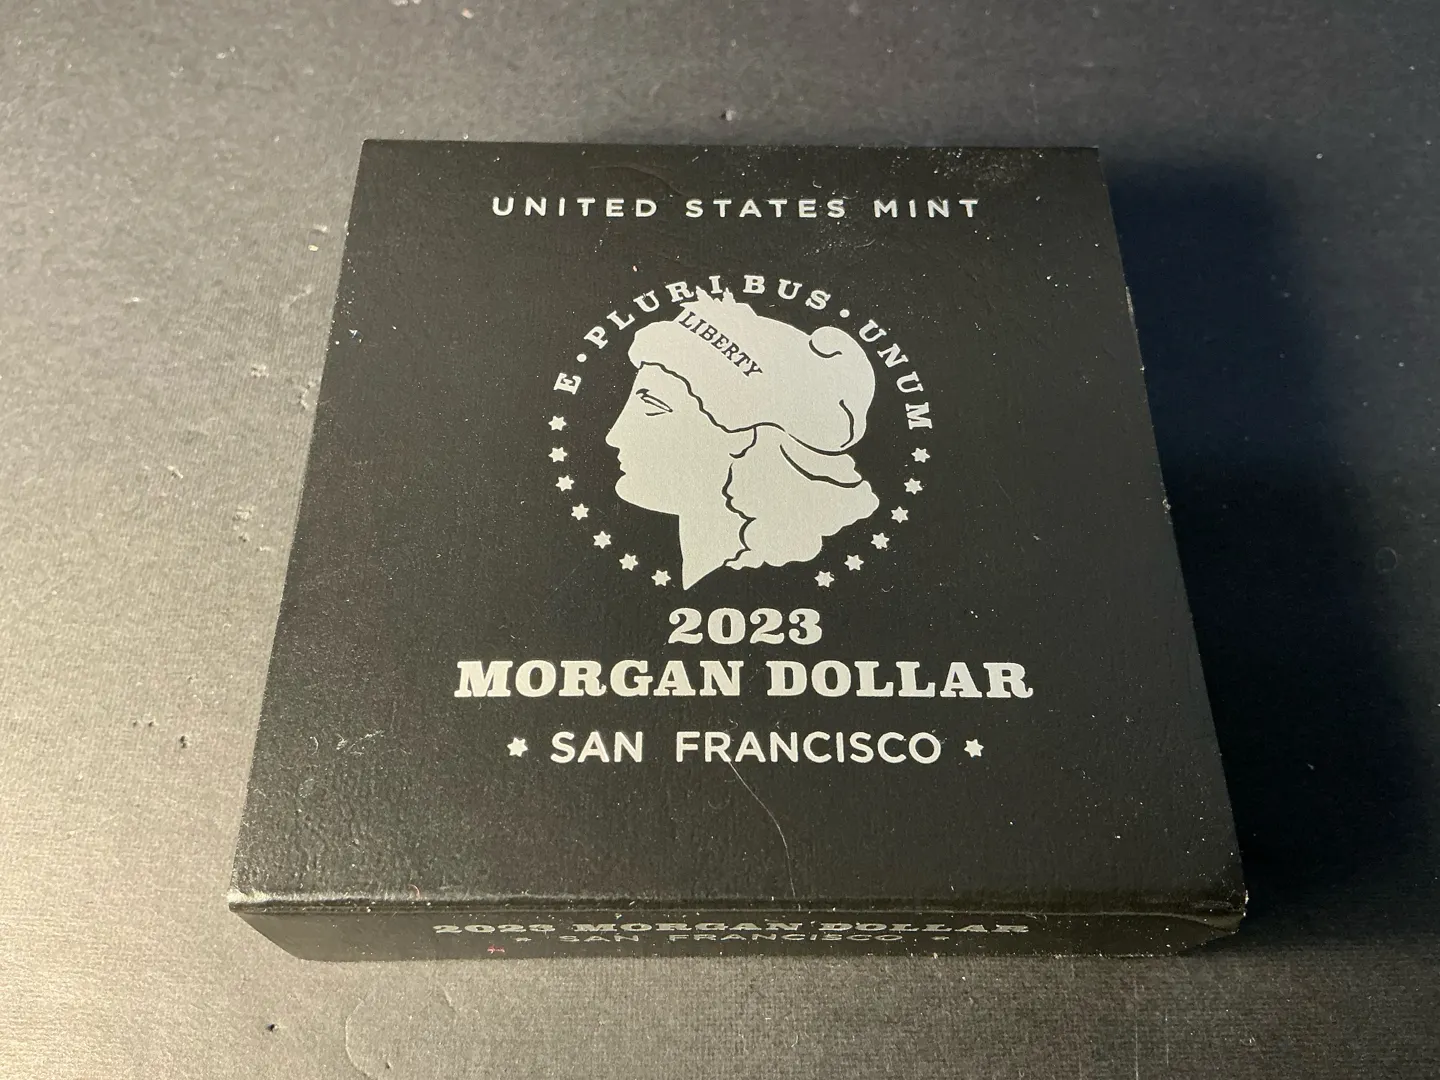 UNITED STATES MINT
E · PLURIBUS · UNUM
LIBERTY
2023
MORGAN DOLLAR
★ SAN FRANCISCO ★
2023 MORGAN DOLLAR
★ SAN FRANCISCO ★